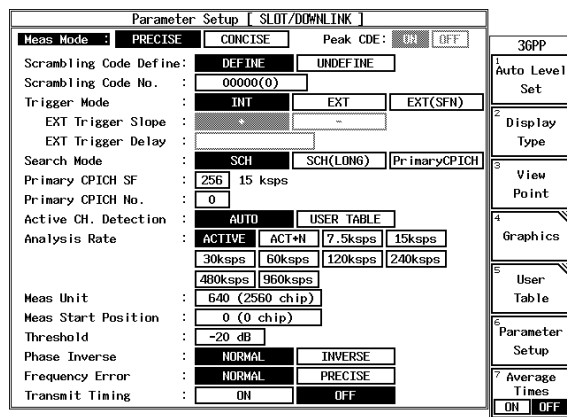 Parameter Setup [ SLOT/DOWNLINK ]
Meas Mode : PRECISE CONCISE Peak CDE: ON OFF
Scrambling Code Define: DEFINE UNDEFINE
Scrambling Code No. : 00000(0)
Trigger Mode : INT EXT EXT(SFN)
EXT Trigger Slope : + -
EXT Trigger Delay :
Search Mode : SCH SCH(LONG) PrimaryCPICH
Primary CPICH SF : 256 15 ksps
Primary CPICH No. : 0
Active CH. Detection : AUTO USER TABLE
Analysis Rate : ACTIVE ACT+N 7.5ksps 15ksps
30ksps 60ksps 120ksps 240ksps
480ksps 960ksps
Meas Unit : 640 (2560 chip)
Meas Start Position : 0 (0 chip)
Threshold : -20 dB
Phase Inverse : NORMAL INVERSE
Frequency Error : NORMAL PRECISE
Transmit Timing : ON OFF
3GPP
1
Auto Level
Set
2
Display
Type
3
View
Point
4
Graphics
5
User
Table
6
Parameter
Setup
7
Average
Times
ON OFF